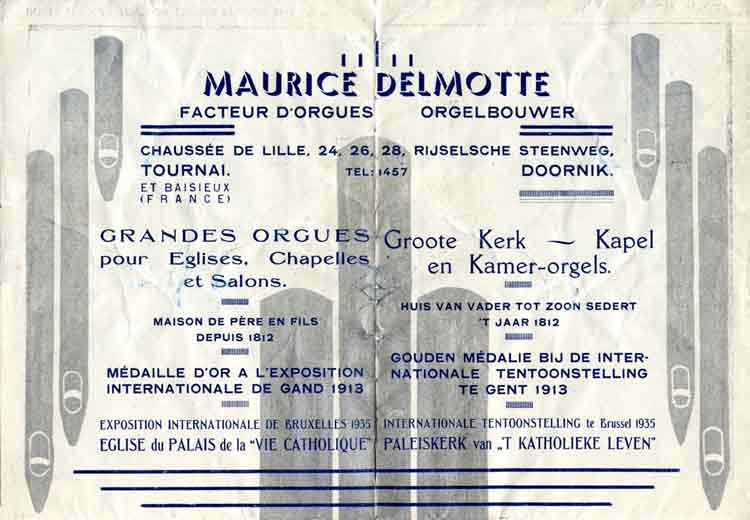 MAURICE DELMOTTE
FACTEUR D'ORGUES ORGELBOUWER
CHAUSSÉE DE LILLE, 24, 26, 28, RIJSELSCHE STEENWEG,
TOURNAI. TEL: 1457 DOORNIK.
ET BAISIEUX
(FRANCE)
GRANDES ORGUES
pour Eglises, Chapelles
et Salons.
MAISON DE PÈRE EN FILS
DEPUIS 1812
MÉDAILLE D'OR A L'EXPOSITION
INTERNATIONALE DE GAND 1913
EXPOSITION INTERNATIONALE DE BRUXELLES 1935
EGLISE du PALAIS de la "VIE CATHOLIQUE"
Groote Kerk — Kapel
en Kamer-orgels.
HUIS VAN VADER TOT ZOON SEDERT
'T JAAR 1812
GOUDEN MÉDALIE BIJ DE INTER-
NATIONALE TENTOONSTELLING
TE GENT 1913
INTERNATIONALE TENTOONSTELLING te Brussel 1935
PALEISKERK van „'T KATHOLIEKE LEVEN"